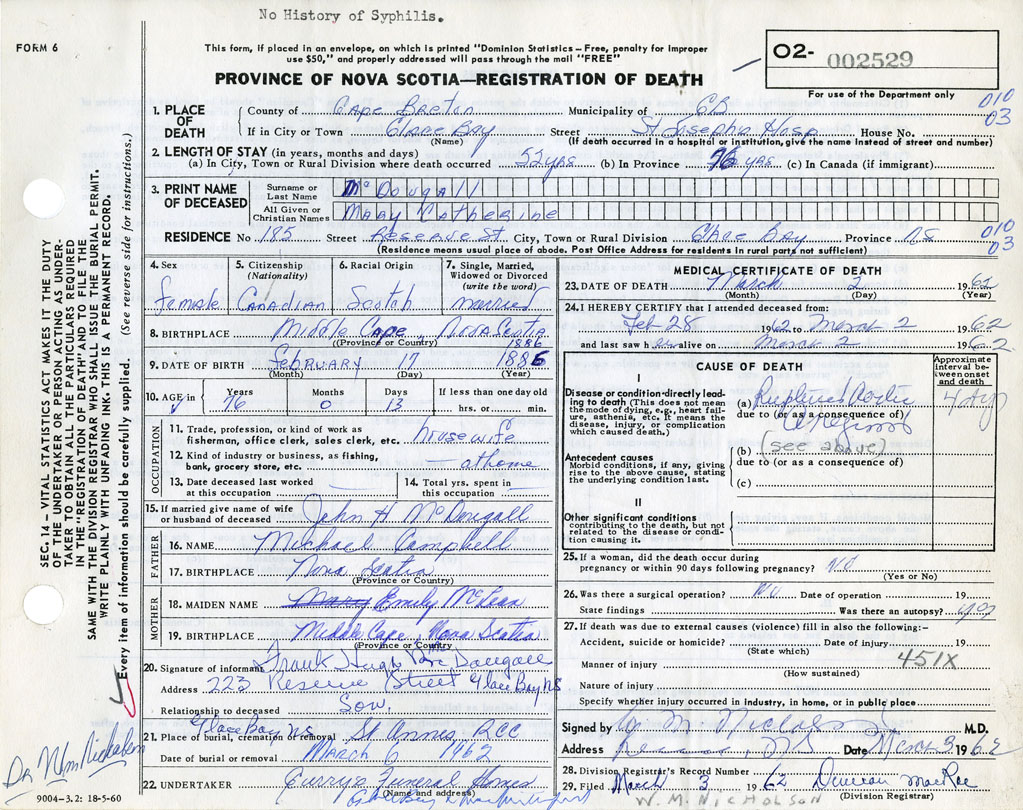 No History of Syphilis.
FORM 6
This form, if placed in an envelope, on which is printed "Dominion Statistics – Free, penalty for improper
use $50," and properly addressed will pass through the mail "FREE"
PROVINCE OF NOVA SCOTIA—REGISTRATION OF DEATH
O2- 002529
For use of the Department only
010
03
1. PLACE OF DEATH
County of Cape Breton Municipality of CB
If in City or Town Glace Bay Street St Josephs Hosp House No.
(Name) (If death occurred in a hospital or institution, give the name instead of street and number)
2. LENGTH OF STAY (in years, months and days)
(a) In City, Town or Rural Division where death occurred 52 yrs (b) In Province 76 yrs (c) In Canada (if immigrant)
3. PRINT NAME OF DECEASED
Surname or Last Name McDougall
All Given or Christian Names Mary Catherine
RESIDENCE No 185 Street Reserve St City, Town or Rural Division Glace Bay Province NS
010
03
(Residence means usual place of abode. Post Office Address for residents in rural parts not sufficient)
4. Sex
female
5. Citizenship (Nationality)
Canadian
6. Racial Origin
Scotch
7. Single, Married, Widowed or Divorced (write the word)
married
8. BIRTHPLACE Middle Cape, Nova Scotia
(Province or Country)
1886
9. DATE OF BIRTH February 17 1886
(Month) (Day) (Year)
10. AGE in Years 76 Months 0 Days 13 If less than one day old hrs. or min.
OCCUPATION
11. Trade, profession, or kind of work as
fisherman, office clerk, sales clerk, etc. housewife
12. Kind of industry or business, as fishing,
bank, grocery store, etc. at home
13. Date deceased last worked at this occupation
14. Total yrs. spent in this occupation
15. If married give name of wife
or husband of deceased John H. McDougall
FATHER
16. NAME Michael Campbell
17. BIRTHPLACE Nova Scotia
(Province or Country)
MOTHER
18. MAIDEN NAME Mary Emily McLean
19. BIRTHPLACE Middle Cape, Nova Scotia
(Province or Country)
20. Signature of informant Frank Hugh McDougall
Address 223 Reserve Street Glace Bay NS
Relationship to deceased Son
Glace Bay NS
21. Place of burial, cremation or removal St Annes, RCC
Date of burial or removal March 6 1962
22. UNDERTAKER Curry's Funeral Homes
(Name and address)
Glace Bay
9004-3.2: 18-5-60
MEDICAL CERTIFICATE OF DEATH
23. DATE OF DEATH March 2 1962
(Month) (Day) (Year)
24. I HEREBY CERTIFY that I attended deceased from:
Feb 28 1962 to March 2 1962
and last saw her alive on March 2 1962
CAUSE OF DEATH
Approximate interval between onset and death
I
Disease or condition directly leading to death (This does not mean the mode of dying, e.g., heart failure, asthenia, etc. It means the disease, injury, or complication which caused death.)
(a) Ruptured Aortic
due to (or as a consequence of)
Aneurysm
(b) (see above)
Antecedent causes
Morbid conditions, if any, giving rise to the above cause, stating the underlying condition last.
due to (or as a consequence of)
(c)
II
Other significant conditions
contributing to the death, but not related to the disease or condition causing it.
25. If a woman, did the death occur during
pregnancy or within 90 days following pregnancy? NO
(Yes or No)
26. Was there a surgical operation? No Date of operation 19
State findings Was there an autopsy? yes
27. If death was due to external causes (violence) fill in also the following:-
Accident, suicide or homicide? Date of injury 19
(State which)
451X
Manner of injury
(How sustained)
Nature of injury
Specify whether injury occurred in industry, in home, or in public place
Signed by W M Nicholson M.D.
Address Date March 3 1962
28. Division Registrar's Record Number
29. Filed March 3 1962 Duncan MacRae
(Division Registrar)
W. M. NICHOLSON
SEC. 14 – VITAL STATISTICS ACT MAKES IT THE DUTY
OF THE UNDERTAKER OR PERSON ACTING AS UNDER-
TAKER TO OBTAIN ALL THE PARTICULARS REQUIRED
IN THE "REGISTRATION OF DEATH" AND TO FILE THE
SAME WITH THE DIVISION REGISTRAR WHO SHALL ISSUE THE BURIAL PERMIT.
WRITE PLAINLY WITH UNFADING INK. THIS IS A PERMANENT RECORD.
Every item of information should be carefully supplied. (See reverse side for instructions.)
Dr Wm Nicholson